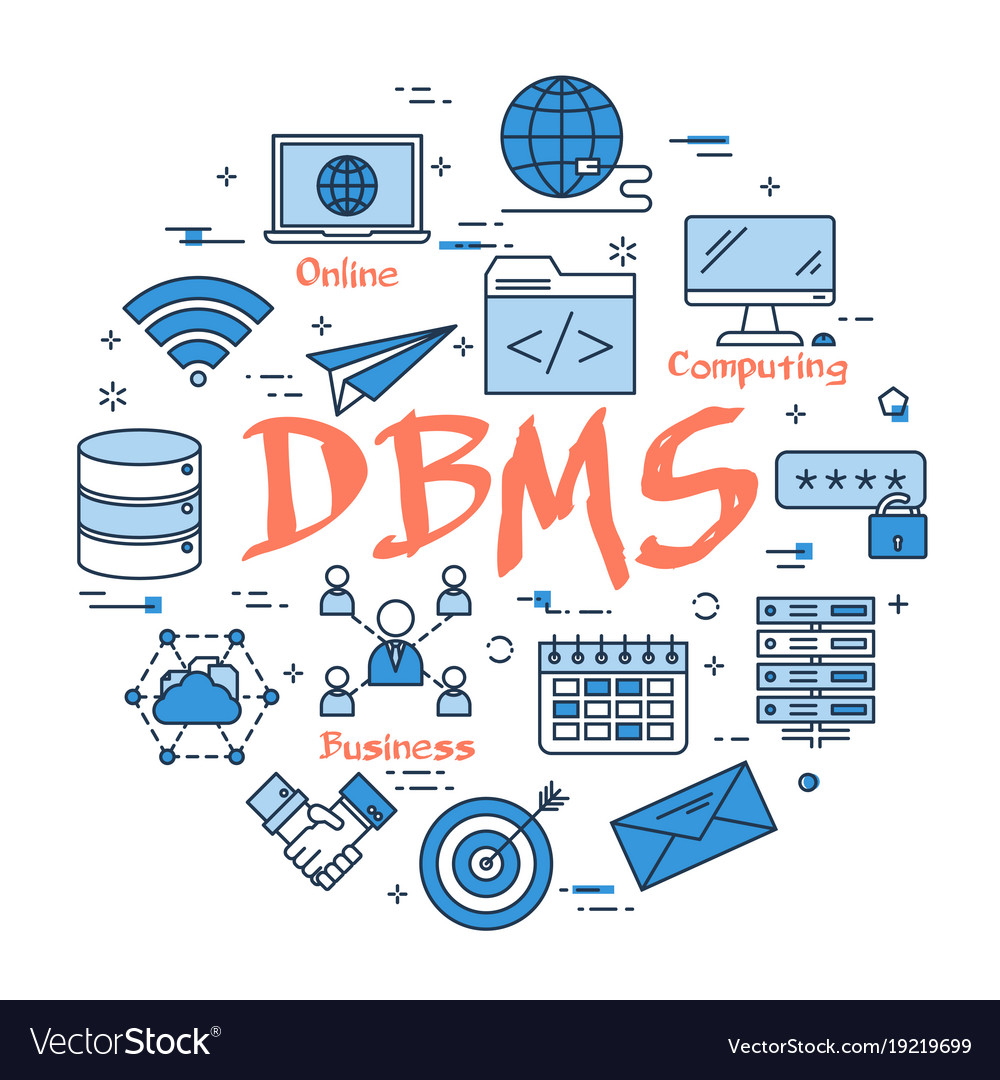 Online
</>
Computing
DBMS
****
Business
VectorStock®
VectorStock.com/19219699